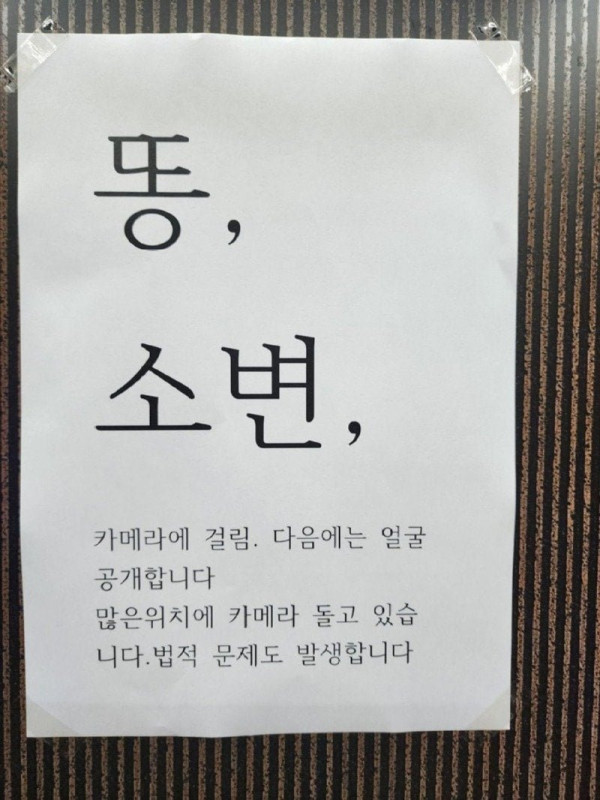 똥,
소변,
카메라에 걸림. 다음에는 얼굴
공개합니다
많은위치에 카메라 돌고 있습
니다.법적 문제도 발생합니다